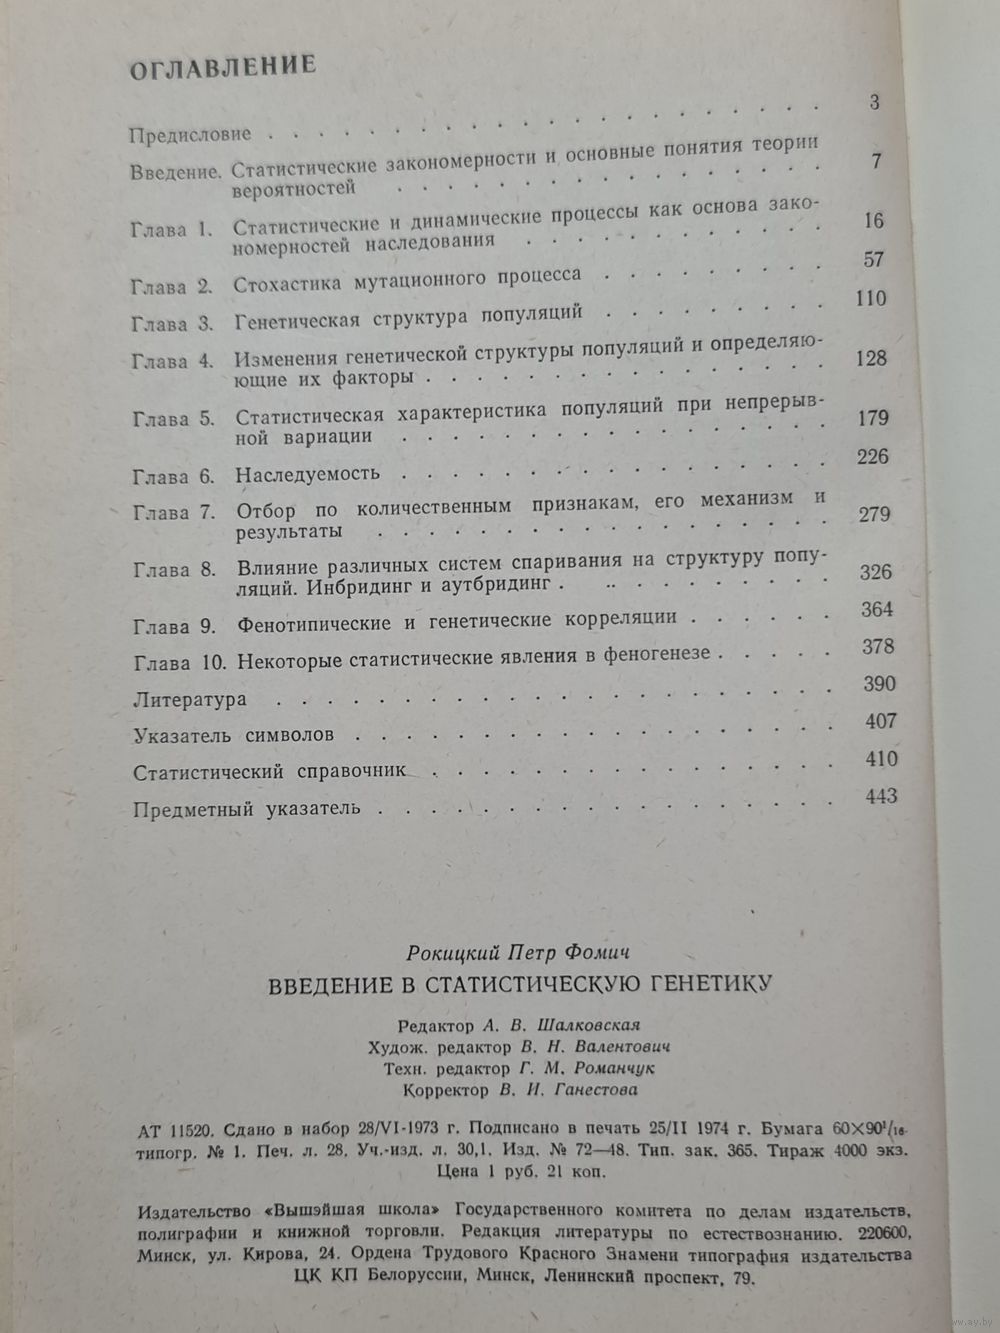 ОГЛАВЛЕНИЕ
Предисловие . . . . . . . . . . . . . . . . . . . . . . 3
Введение. Статистические закономерности и основные понятия теории
вероятностей . . . . . . . . . . . . . . . . . 7
Глава 1. Статистические и динамические процессы как основа зако-
номерностей наследования . . . . . . . . . . . . 16
Глава 2. Стохастика мутационного процесса . . . . . . . . . 57
Глава 3. Генетическая структура популяций . . . . . . . . . 110
Глава 4. Изменения генетической структуры популяций и определяю-
ющие их факторы . . . . . . . . . . . . . . . . 128
Глава 5. Статистическая характеристика популяций при непрерыв-
ной вариации . . . . . . . . . . . . . . . . . 179
Глава 6. Наследуемость . . . . . . . . . . . . . . . . . 226
Глава 7. Отбор по количественным признакам, его механизм и
результаты . . . . . . . . . . . . . . . . . . 279
Глава 8. Влияние различных систем спаривания на структуру попу-
ляций. Инбридинг и аутбридинг . . . . . . . . . . . 326
Глава 9. Фенотипические и генетические корреляции . . . . . . 364
Глава 10. Некоторые статистические явления в феногенезе . . . . . 378
Литература . . . . . . . . . . . . . . . . . . . . . . 390
Указатель символов . . . . . . . . . . . . . . . . . . . 407
Статистический справочник . . . . . . . . . . . . . . . . 410
Предметный указатель . . . . . . . . . . . . . . . . . . 443
Рокицкий Петр Фомич
ВВЕДЕНИЕ В СТАТИСТИЧЕСКУЮ ГЕНЕТИКУ
Редактор А. В. Шалковская
Худож. редактор В. Н. Валентович
Техн. редактор Г. М. Романчук
Корректор В. И. Ганестова
АТ 11520. Сдано в набор 28/VI-1973 г. Подписано в печать 25/II 1974 г. Бумага 60×90¹/₁₆.
типогр. № 1. Печ. л. 28. Уч.-изд. л. 30,1. Изд. № 72—48. Тип. зак. 365. Тираж 4000 экз.
Цена 1 руб. 21 коп.
Издательство «Вышэйшая школа» Государственного комитета по делам издательств,
полиграфии и книжной торговли. Редакция литературы по естествознанию. 220600,
Минск, ул. Кирова, 24. Ордена Трудового Красного Знамени типография издательства
ЦК КП Белоруссии, Минск, Ленинский проспект, 79.
www.ay.by